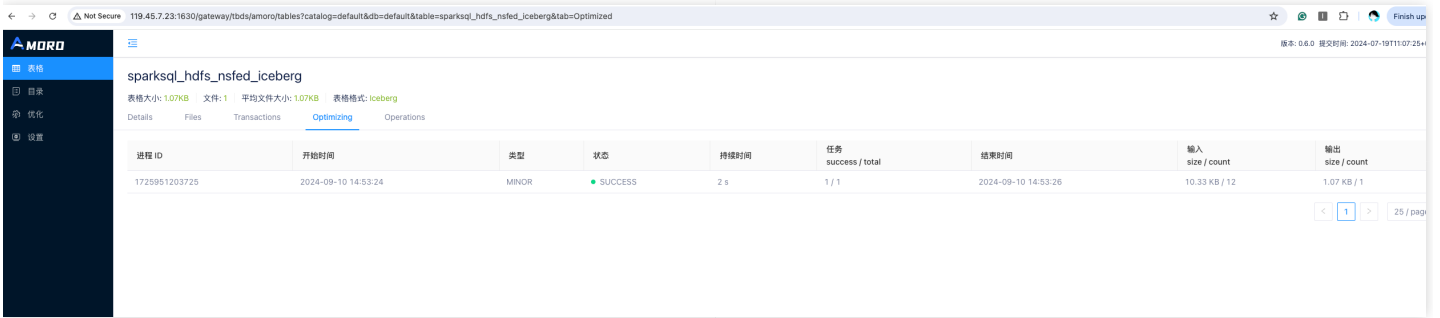 Not Secure 119.45.7.23:1630/gateway/tbds/amoro/tables?catalog=default&db=default&table=sparksql_hdfs_nsfed_iceberg&tab=Optimized Finish
AMORO
版本: 0.6.0 提交时间: 2024-07-19T11:07:25+
表格
目录
优化
设置
sparksql_hdfs_nsfed_iceberg
表格大小: 1.07KB 文件: 1 平均文件大小: 1.07KB 表格格式: Iceberg
Details Files Transactions Optimizing Operations
进程 ID 开始时间 类型 状态 持续时间 任务 success / total 结束时间 输入 size / count 输出 size / count
1725951203725 2024-09-10 14:53:24 MINOR SUCCESS 2 s 1 / 1 2024-09-10 14:53:26 10.33 KB / 12 1.07 KB / 1
< 1 > 25 / page